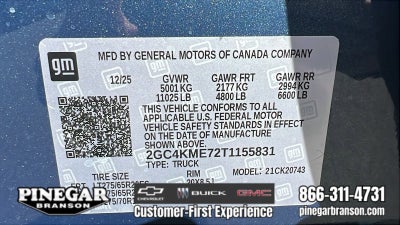 gm
MFD BY GENERAL MOTORS OF CANADA COMPANY
12/25 GVWR GAWR FRT GAWR RR
5001 KG 2177 KG 2994 KG
11025 LB 4800 LB 6600 LB
THIS VEHICLE CONFORMS TO ALL
APPLICABLE U.S. FEDERAL MOTOR
VEHICLE SAFETY STANDARDS IN EFFECT
ON THE DATE OF MANUFACTURE
SHOWN ABOVE.
2GC4KME72T1155831
TYPE: TRUCK MODEL: 21CK20743
TIRE SIZE RIM
PINEGAR
BRANSON
CHEVROLET BUICK GMC
866-311-4731
Customer-First Experience
pinegarbranson.com